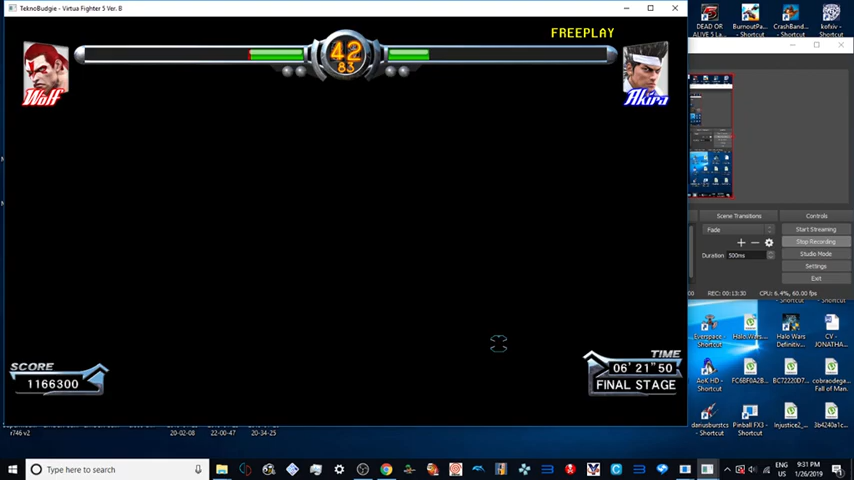 TeknoBudgie - Virtua Fighter 5 Ver. B
FREEPLAY
42
83
Wolf
Akira
SCORE
1166300
TIME
06'21"50
FINAL STAGE
DEAD OR ALIVE 5 La...
BurnoutPa... - Shortcut
CrashBand... - Shortcut
kofxiv - Shortcut
Scene Transitions
Controls
Fade
Duration 500ms
Start Streaming
Stop Recording
Studio Mode
Settings
Exit
REC: 00:13:30
CPU: 6.4%, 60.00 fps
Everspace - Shortcut
Halo.Wars....
Halo Wars Definitiv...
CV - JONATHA...
AoK HD - Shortcut
FC6BF0A2B...
BC72220D7...
cobraodega...
Fall of Man...
dariusburstcs - Shortcut
Pinball FX3 - Shortcut
Injustice2_...
3b4240a1c...
r746 v2
20-02-08
22-00-47
20-34-25
Type here to search
ENG
US
9:31 PM
1/26/2019